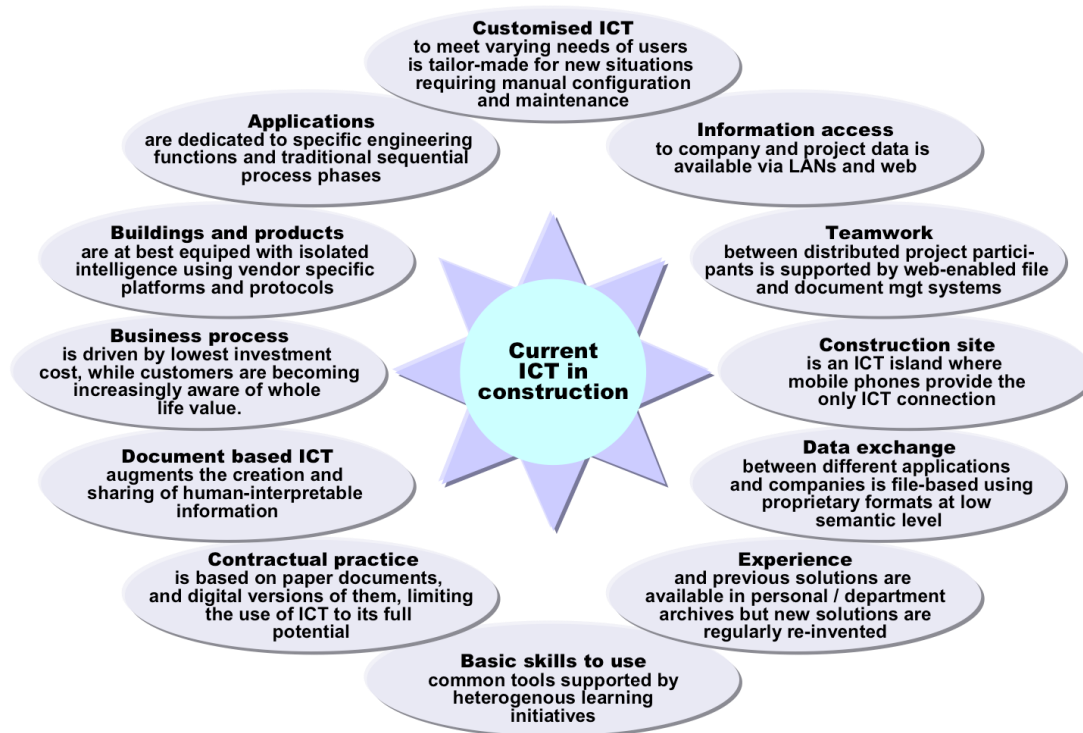 Customised ICT
to meet varying needs of users
is tailor-made for new situations
requiring manual configuration
and maintenance
Information access
to company and project data is
available via LANs and web
Teamwork
between distributed project partici-
pants is supported by web-enabled file
and document mgt systems
Construction site
is an ICT island where
mobile phones provide the
only ICT connection
Data exchange
between different applications
and companies is file-based using
proprietary formats at low
semantic level
Experience
and previous solutions are
available in personal / department
archives but new solutions are
regularly re-invented
Basic skills to use
common tools supported by
heterogenous learning
initiatives
Contractual practice
is based on paper documents,
and digital versions of them, limiting
the use of ICT to its full
potential
Document based ICT
augments the creation and
sharing of human-interpretable
information
Business process
is driven by lowest investment
cost, while customers are becoming
increasingly aware of whole
life value.
Buildings and products
are at best equiped with isolated
intelligence using vendor specific
platforms and protocols
Applications
are dedicated to specific engineering
functions and traditional sequential
process phases
Current
ICT in
construction